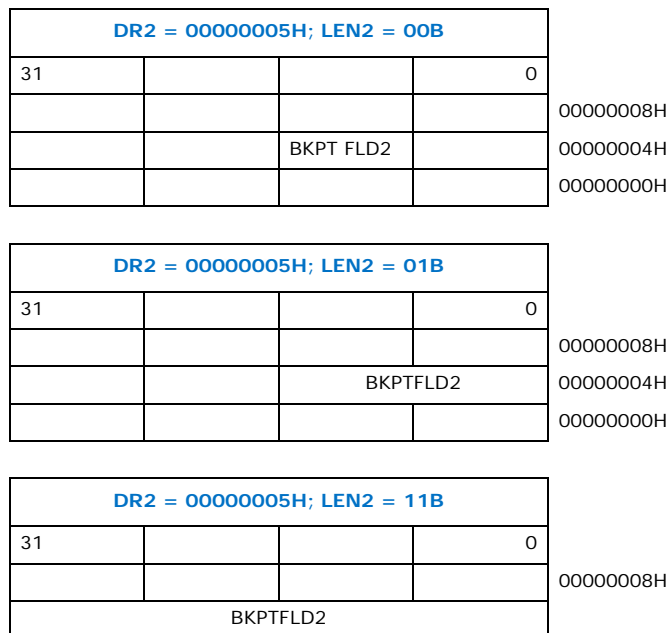 DR2 = 00000005H; LEN2 = 00B
31 0
00000008H
BKPT FLD2 00000004H
00000000H
DR2 = 00000005H; LEN2 = 01B
31 0
00000008H
BKPTFLD2 00000004H
00000000H
DR2 = 00000005H; LEN2 = 11B
31 0
00000008H
BKPTFLD2